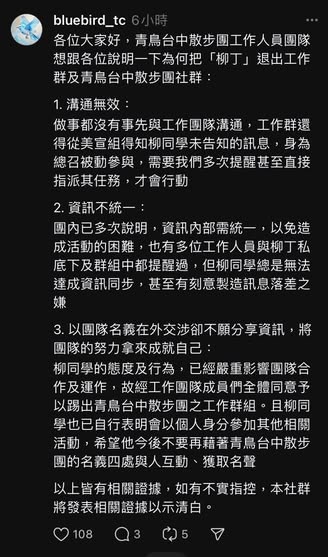 bluebird_tc 6小時
各位大家好，青鳥台中散步團工作人員團隊
想跟各位說明一下為何把「柳丁」退出工作
群及青鳥台中散步團社群：
1. 溝通無效：
做事都沒有事先與工作團隊溝通，工作群還
得從美宣組得知柳同學未告知的訊息，身為
總召被動參與，需要我們多次提醒甚至直接
指派其任務，才會行動
2. 資訊不統一：
團內已多次說明，資訊內部需統一，以免造
成活動的困難，也有多位工作人員與柳丁私
底下及群組中都提醒過，但柳同學總是無法
達成資訊同步，甚至有刻意製造訊息落差之
嫌
3. 以團隊名義在外交涉卻不願分享資訊，將
團隊的努力拿來成就自己：
柳同學的態度及行為，已經嚴重影響團隊合
作及運作，故經工作團隊成員們全體同意予
以踢出青鳥台中散步團之工作群組。且柳同
學也已自行表明會以個人身分參加其他相關
活動，希望他今後不要再藉著青鳥台中散步
團的名義四處與人互動、獲取名聲
以上皆有相關證據，如有不實指控，本社群
將發表相關證據以示清白。
108 3 5